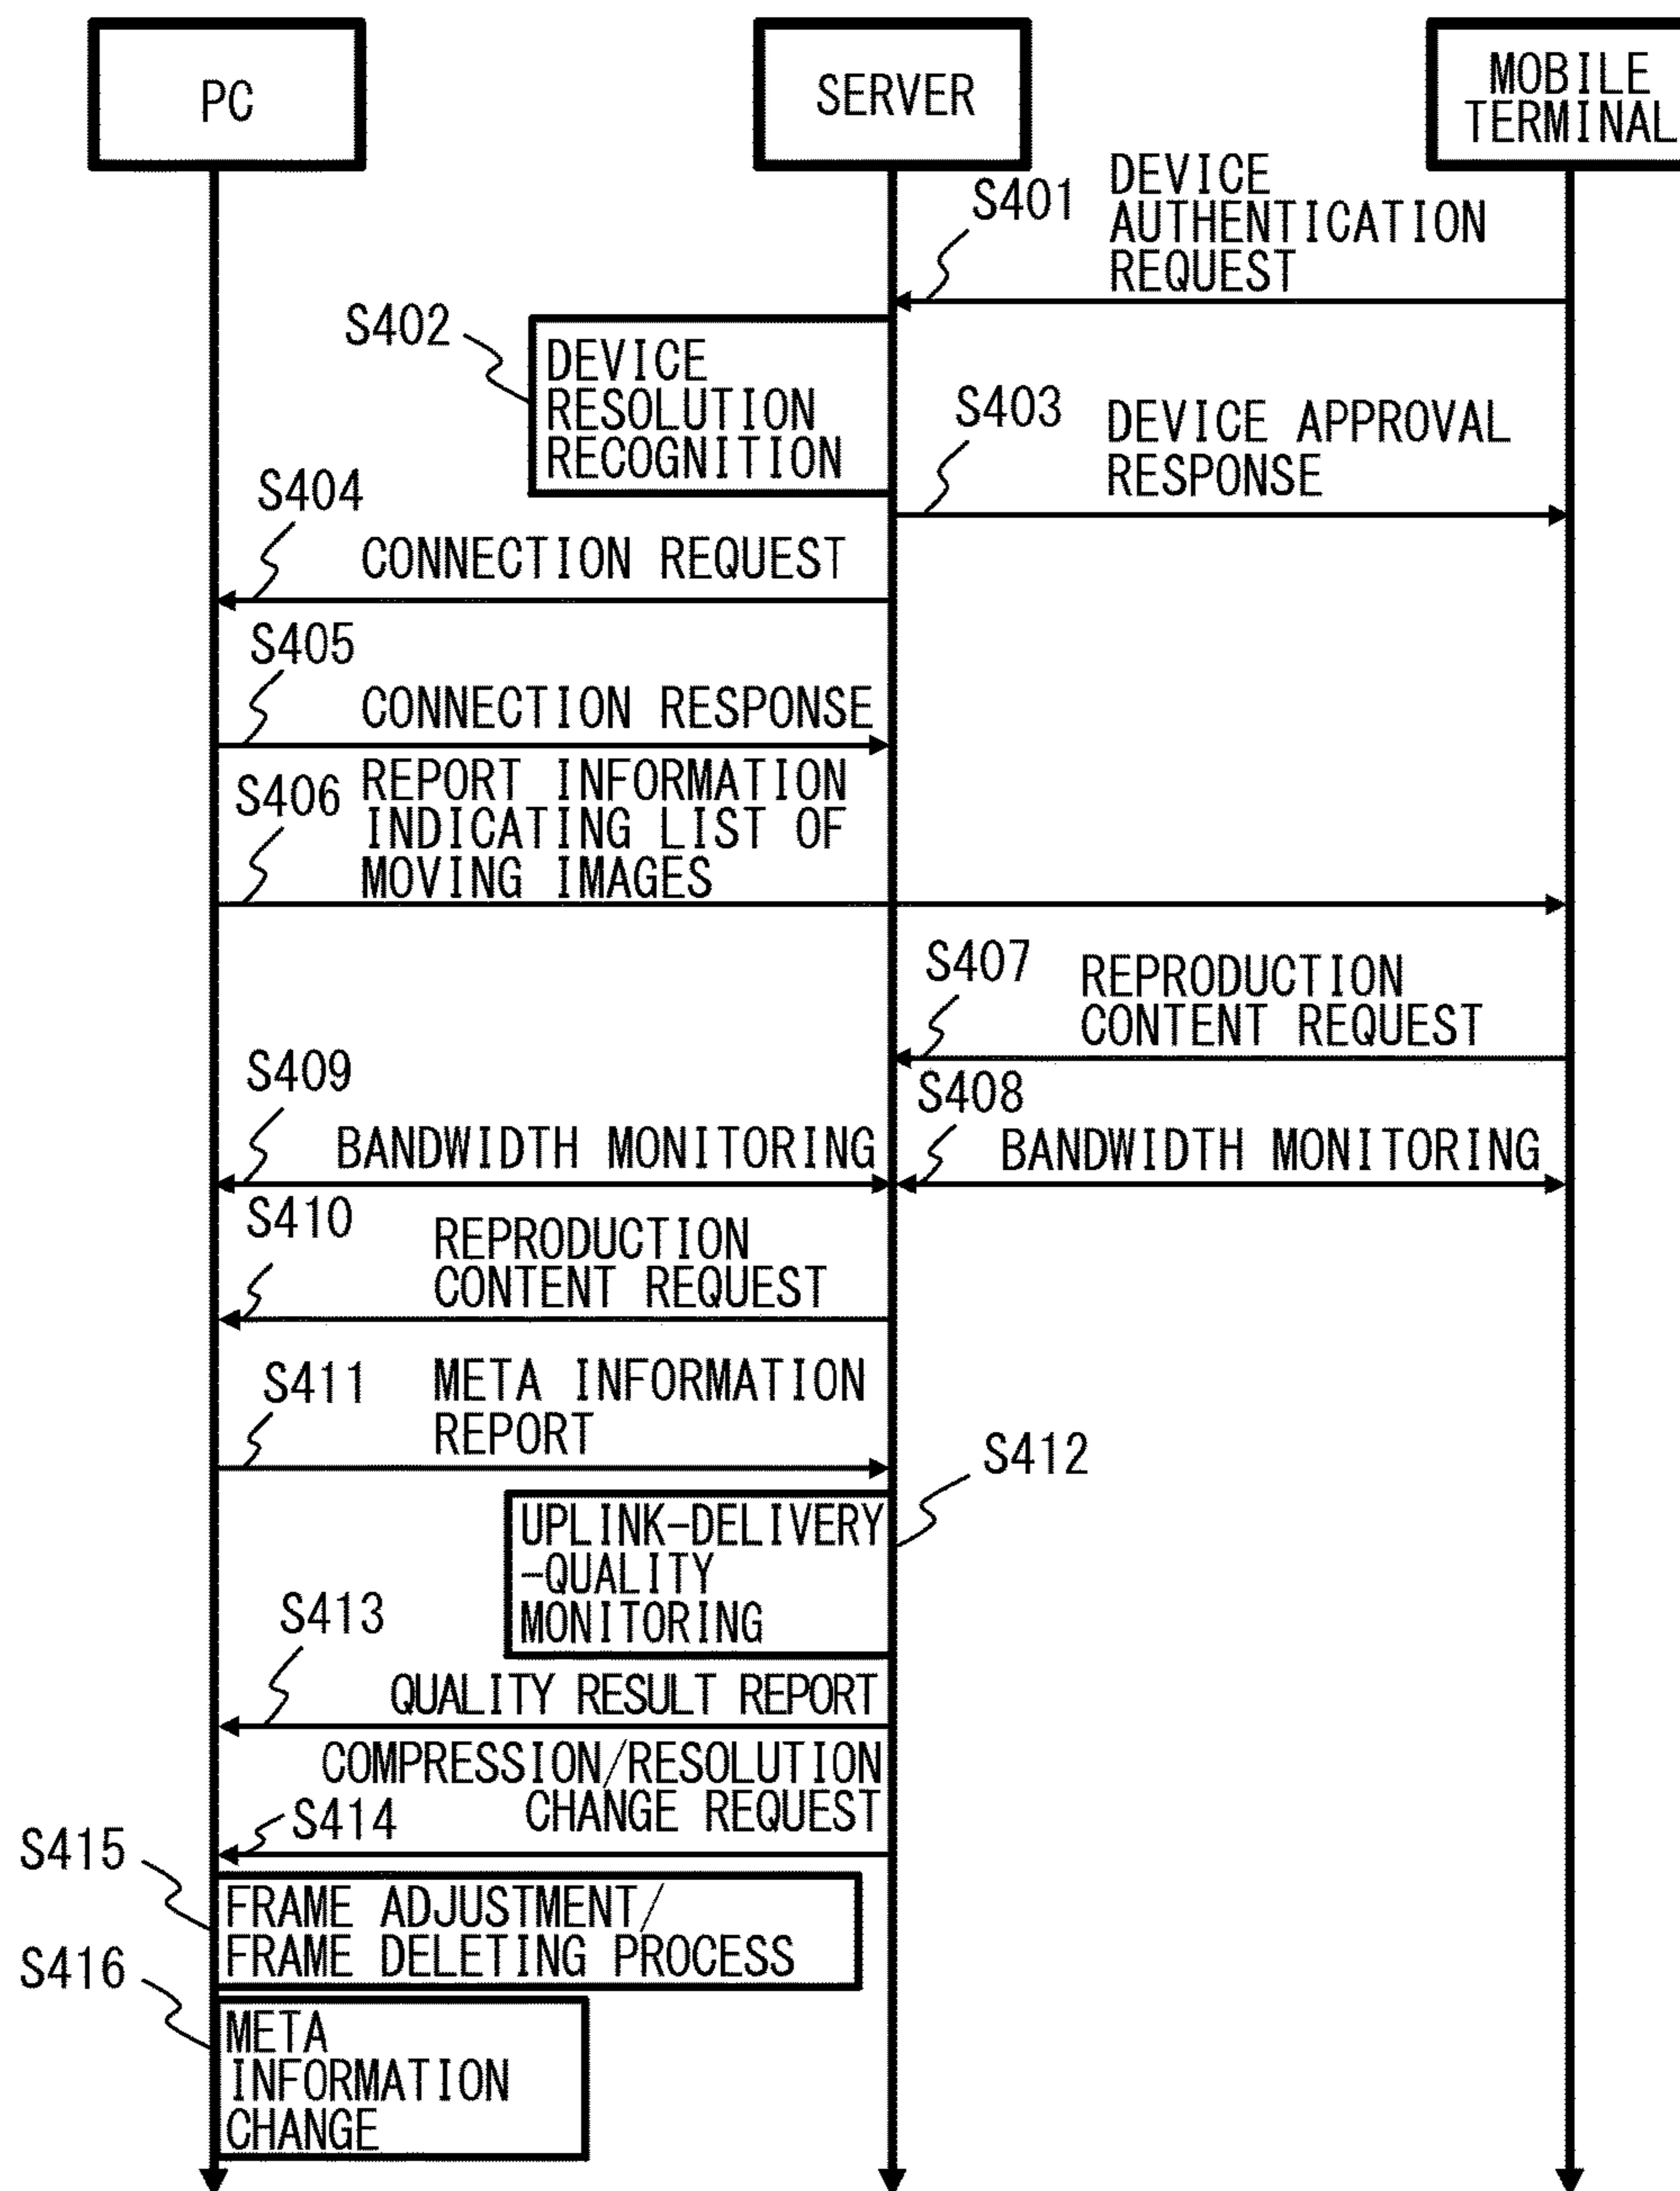 PC
SERVER
MOBILE
TERMINAL
S401
DEVICE
AUTHENTICATION
REQUEST
S402
DEVICE
RESOLUTION
RECOGNITION
S403
DEVICE APPROVAL
RESPONSE
S404
CONNECTION REQUEST
S405
CONNECTION RESPONSE
S406
REPORT INFORMATION
INDICATING LIST OF
MOVING IMAGES
S407
REPRODUCTION
CONTENT REQUEST
S409
BANDWIDTH MONITORING
S408
BANDWIDTH MONITORING
S410
REPRODUCTION
CONTENT REQUEST
S411
META INFORMATION
REPORT
S412
UPLINK-DELIVERY
-QUALITY
MONITORING
S413
QUALITY RESULT REPORT
COMPRESSION/RESOLUTION
CHANGE REQUEST
S414
S415
FRAME ADJUSTMENT/
FRAME DELETING PROCESS
S416
META
INFORMATION
CHANGE